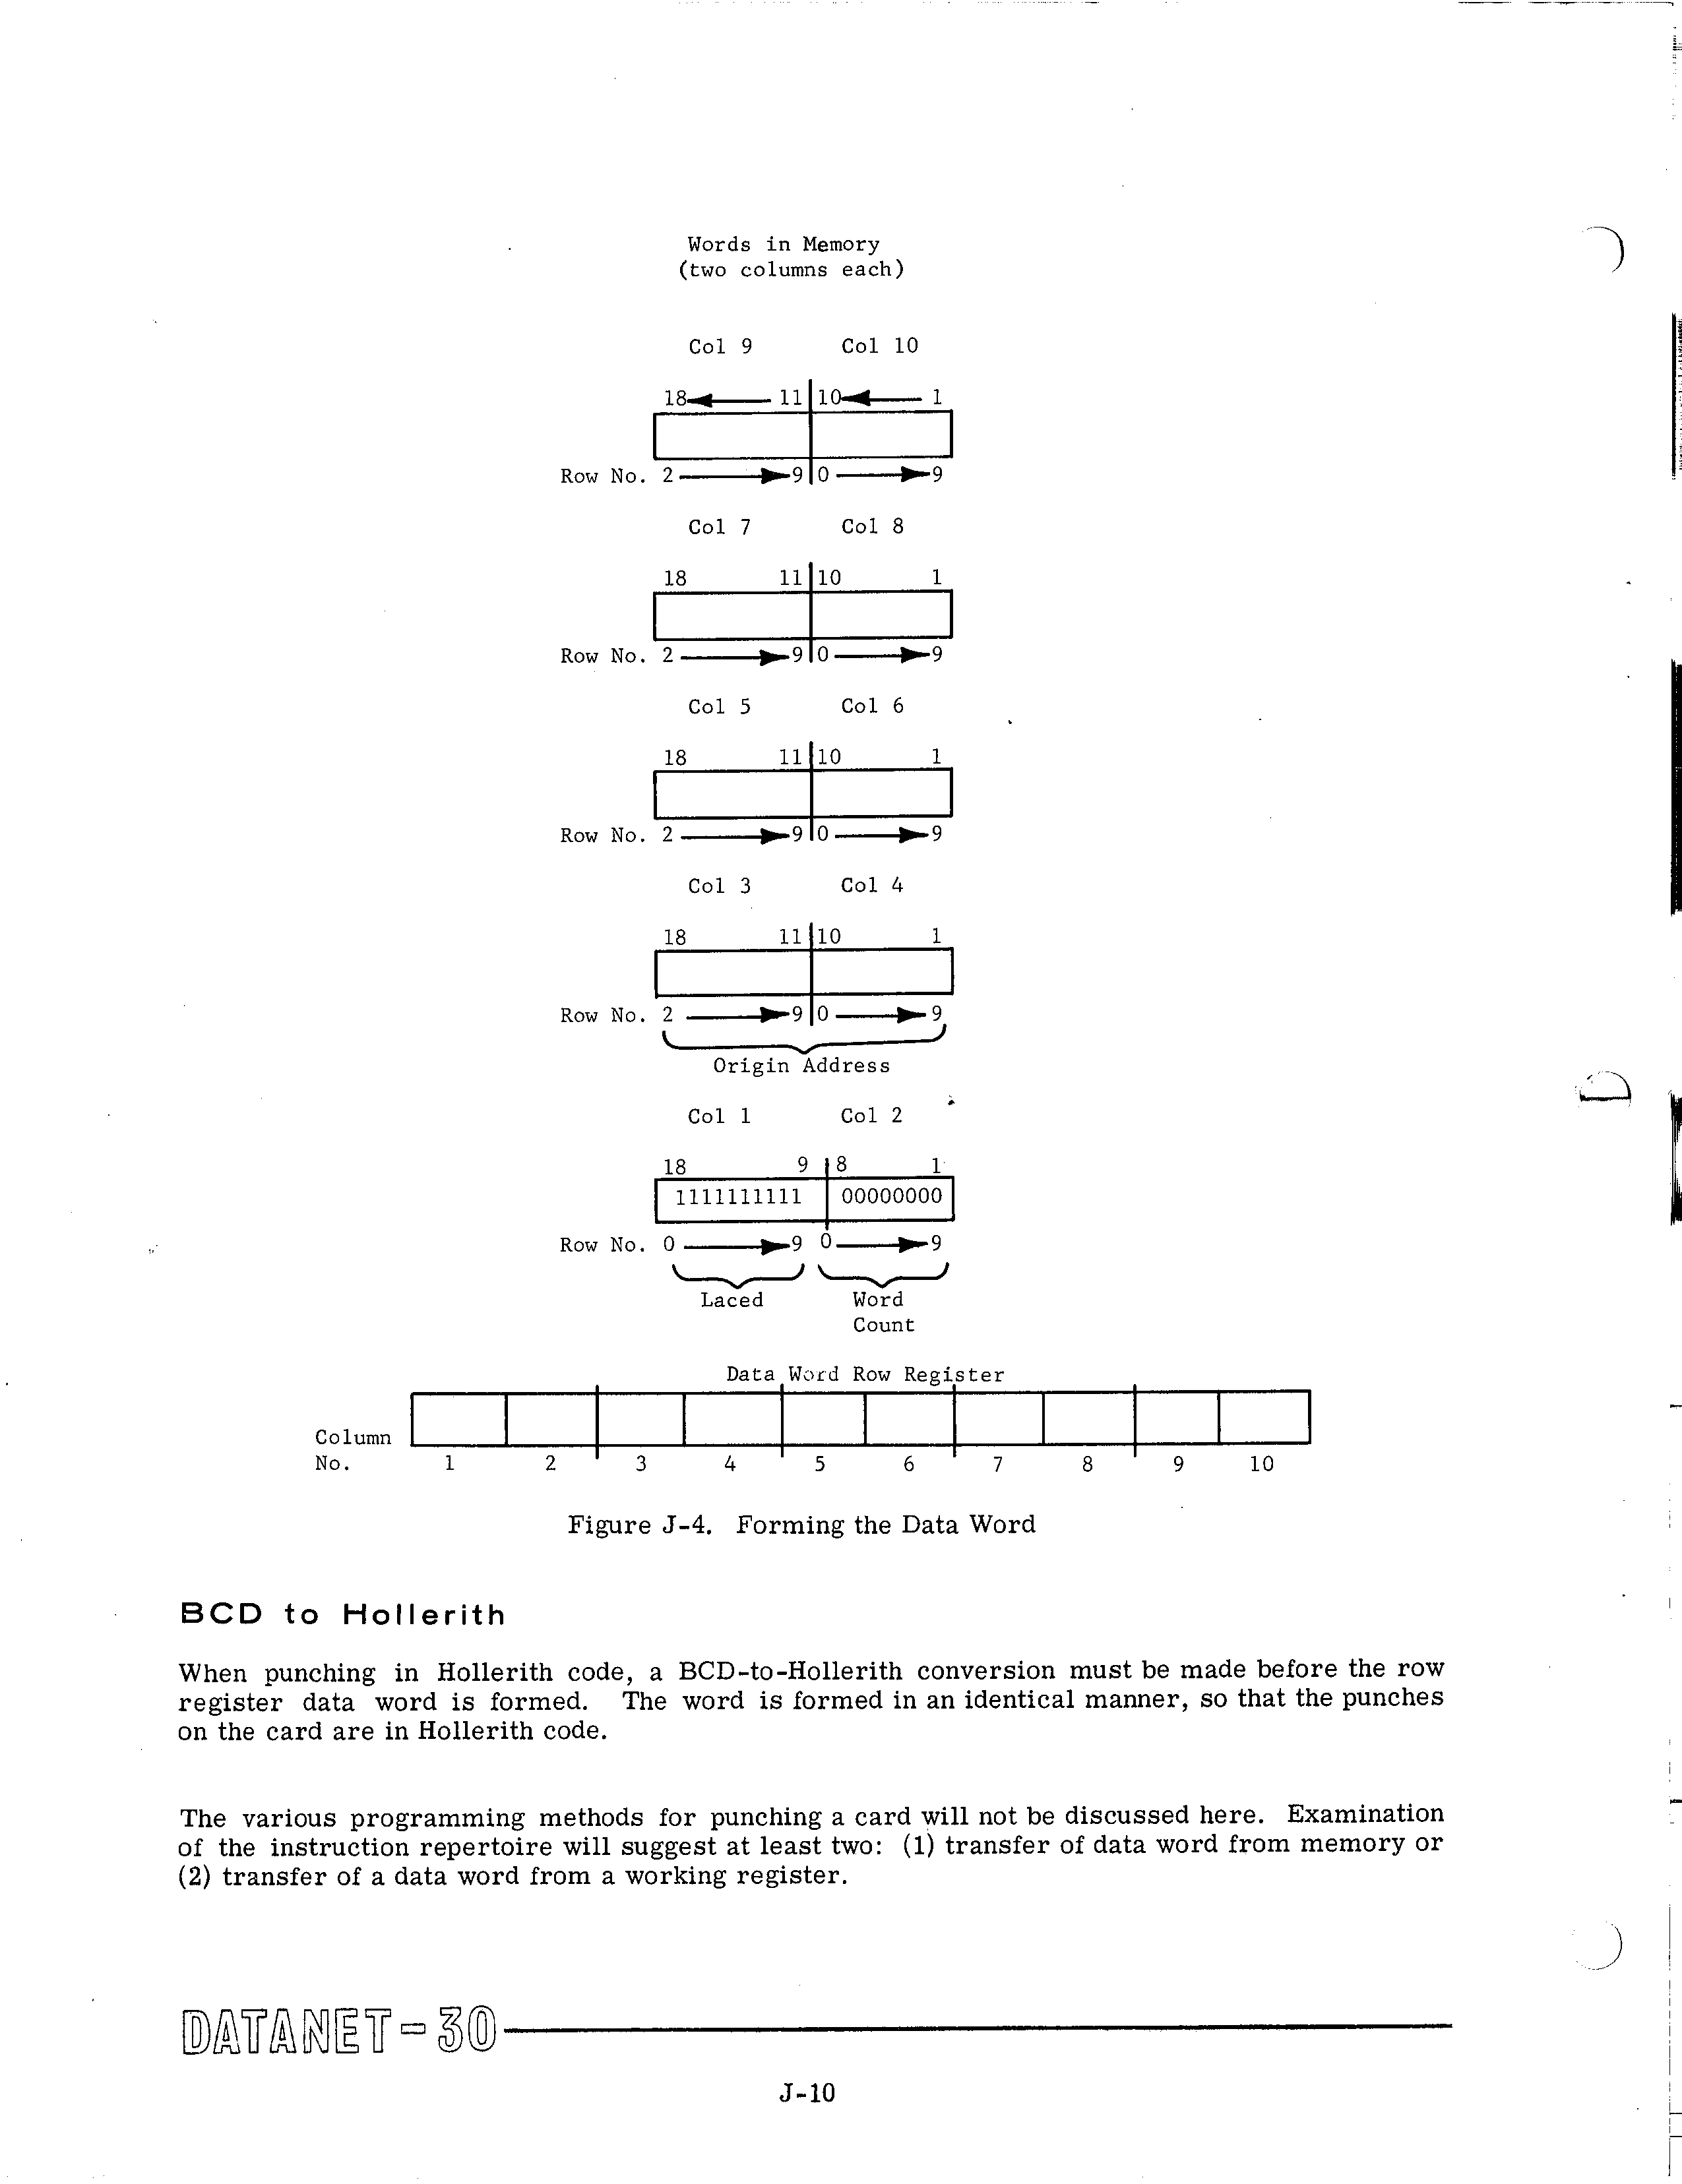 Words in Memory
(two columns each)
Col 9 Col 10
18 11 10 1
Row No. 2 9 0 9
Col 7 Col 8
18 11 10 1
Row No. 2 9 0 9
Col 5 Col 6
18 11 10 1
Row No. 2 9 0 9
Col 3 Col 4
18 11 10 1
Row No. 2 9 0 9
Origin Address
Col 1 Col 2
18 9 8 1
1111111111 00000000
Row No. 0 9 0 9
Laced Word
Count
Data Word Row Register
Column
No. 1 2 3 4 5 6 7 8 9 10
Figure J-4. Forming the Data Word
BCD to Hollerith
When punching in Hollerith code, a BCD-to-Hollerith conversion must be made before the row
register data word is formed. The word is formed in an identical manner, so that the punches
on the card are in Hollerith code.
The various programming methods for punching a card will not be discussed here. Examination
of the instruction repertoire will suggest at least two: (1) transfer of data word from memory or
(2) transfer of a data word from a working register.
DATANET-30
J-10